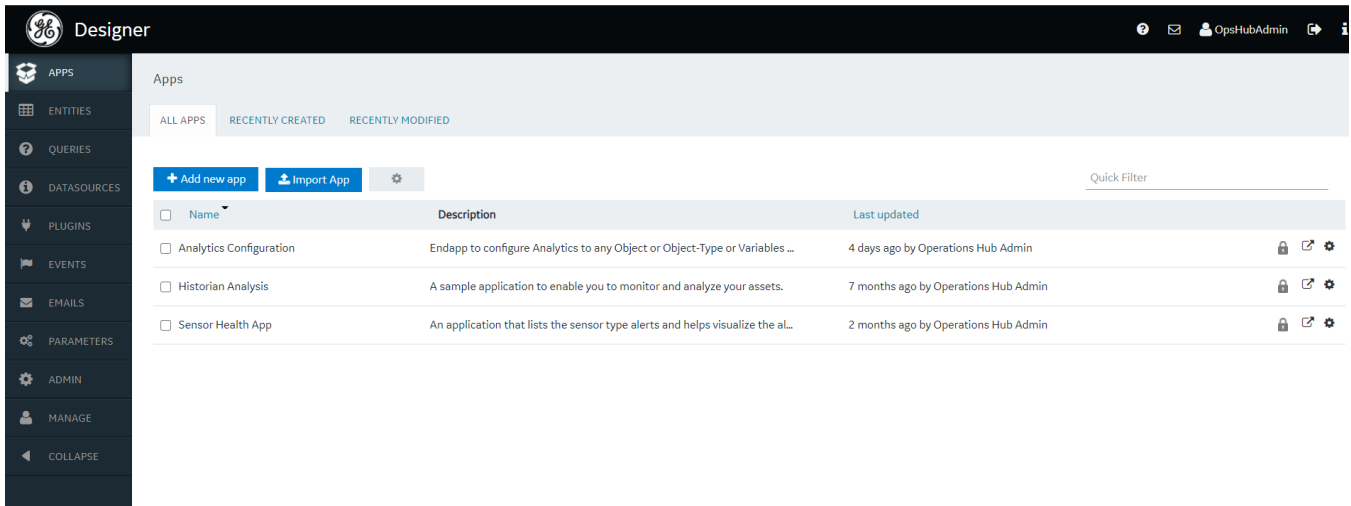 GE Designer
OpsHubAdmin
APPS
ENTITIES
QUERIES
DATASOURCES
PLUGINS
EVENTS
EMAILS
PARAMETERS
ADMIN
MANAGE
COLLAPSE
Apps
ALL APPS RECENTLY CREATED RECENTLY MODIFIED
Add new app Import App Quick Filter
Name Description Last updated
Analytics Configuration Endapp to configure Analytics to any Object or Object-Type or Variables ... 4 days ago by Operations Hub Admin
Historian Analysis A sample application to enable you to monitor and analyze your assets. 7 months ago by Operations Hub Admin
Sensor Health App An application that lists the sensor type alerts and helps visualize the al... 2 months ago by Operations Hub Admin